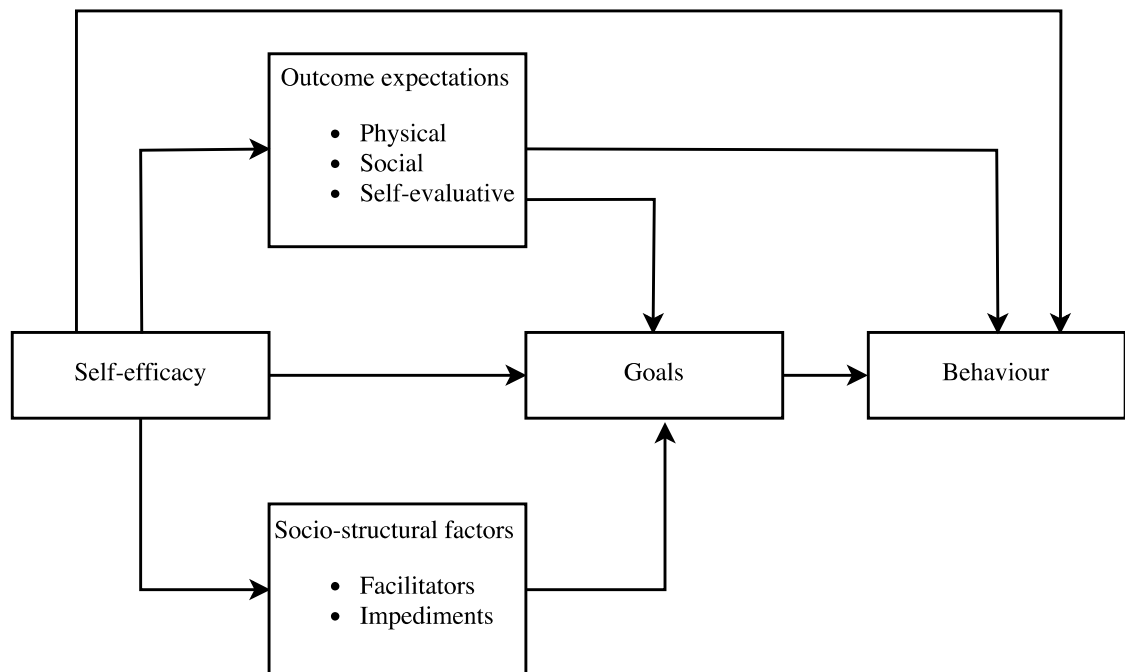 Outcome expectations
• Physical
• Social
• Self-evaluative
Self-efficacy
Goals
Behaviour
Socio-structural factors
• Facilitators
• Impediments